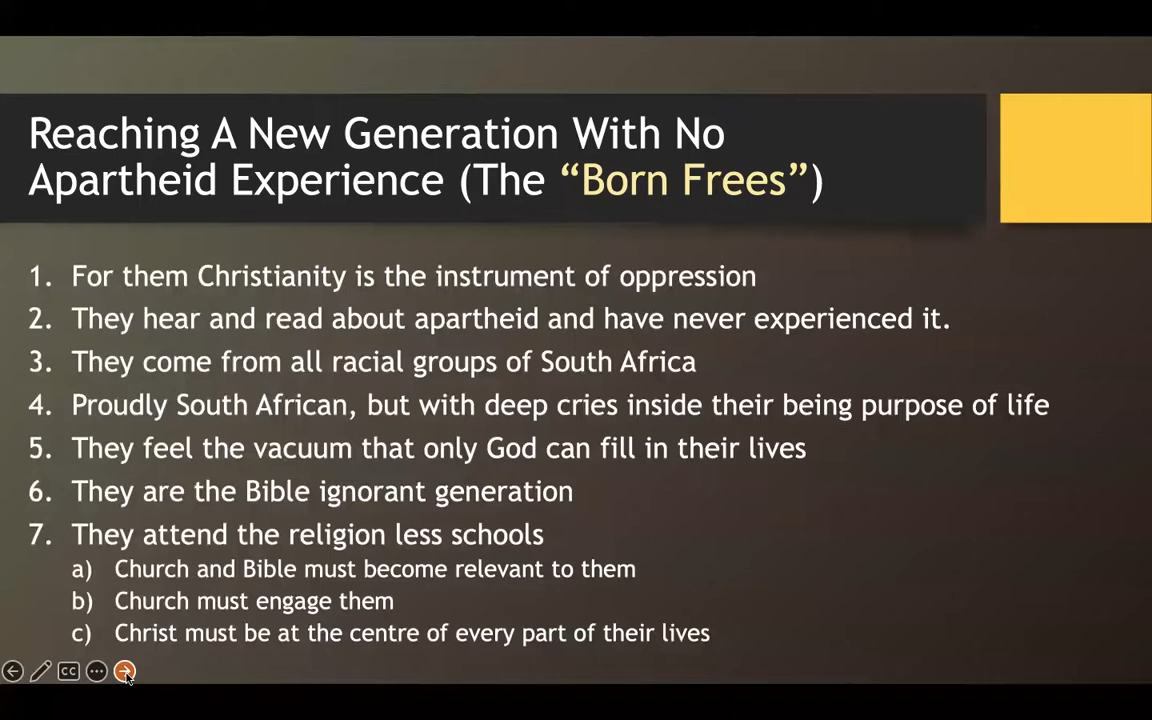 Reaching A New Generation With No
Apartheid Experience (The “Born Frees”)
1. For them Christianity is the instrument of oppression
2. They hear and read about apartheid and have never experienced it.
3. They come from all racial groups of South Africa
4. Proudly South African, but with deep cries inside their being purpose of life
5. They feel the vacuum that only God can fill in their lives
6. They are the Bible ignorant generation
7. They attend the religion less schools
a) Church and Bible must become relevant to them
b) Church must engage them
c) Christ must be at the centre of every part of their lives
CC